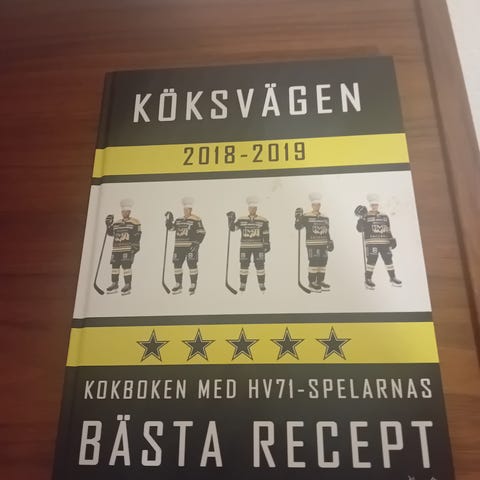 KÖKSVÄGEN
2018-2019
KOKBOKEN MED HV71-SPELARNAS
BÄSTA RECEPT